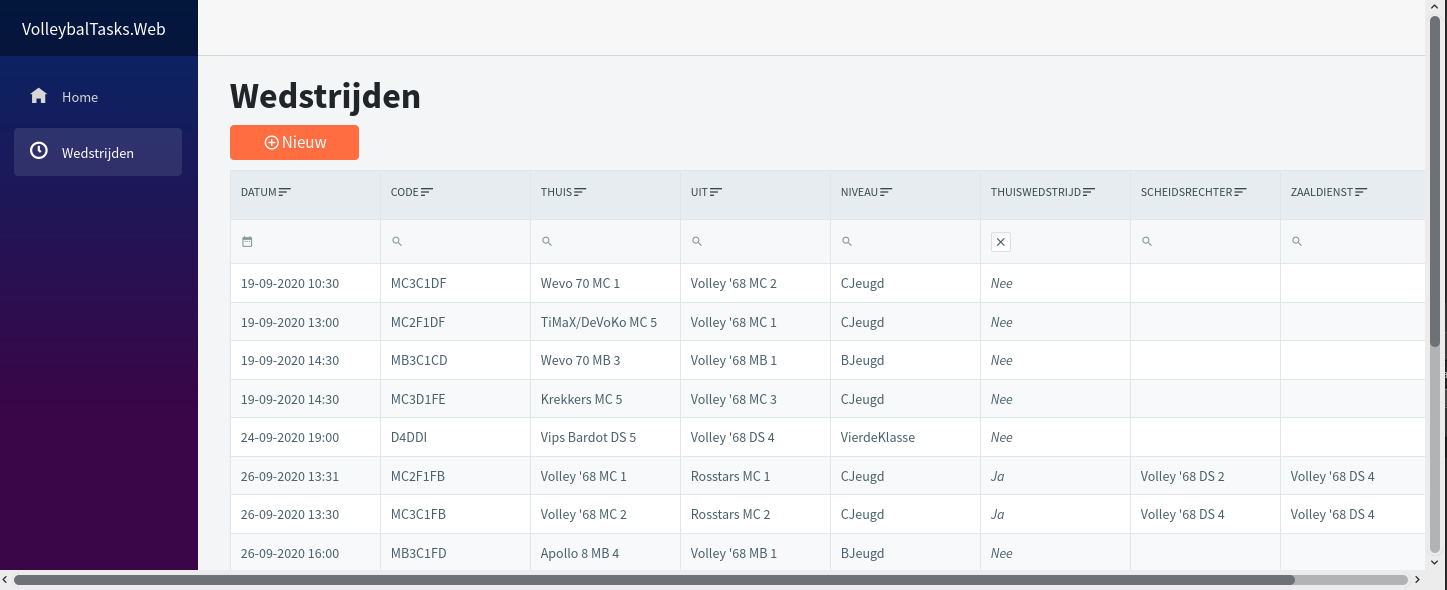 VolleybalTasks.Web
Home
Wedstrijden
Wedstrijden
Nieuw
DATUM CODE THUIS UIT NIVEAU THUISWEDSTRIJD SCHEIDSRECHTER ZAALDIENST
19-09-2020 10:30 MC3C1DF Wevo 70 MC 1 Volley '68 MC 2 CJeugd Nee
19-09-2020 13:00 MC2F1DF TiMaX/DeVoKo MC 5 Volley '68 MC 1 CJeugd Nee
19-09-2020 14:30 MB3C1CD Wevo 70 MB 3 Volley '68 MB 1 BJeugd Nee
19-09-2020 14:30 MC3D1FE Krekkers MC 5 Volley '68 MC 3 CJeugd Nee
24-09-2020 19:00 D4DDI Vips Bardot DS 5 Volley '68 DS 4 VierdeKlasse Nee
26-09-2020 13:31 MC2F1FB Volley '68 MC 1 Rosstars MC 1 CJeugd Ja Volley '68 DS 2 Volley '68 DS 4
26-09-2020 13:30 MC3C1FB Volley '68 MC 2 Rosstars MC 2 CJeugd Ja Volley '68 DS 4 Volley '68 DS 4
26-09-2020 16:00 MB3C1FD Apollo 8 MB 4 Volley '68 MB 1 BJeugd Nee